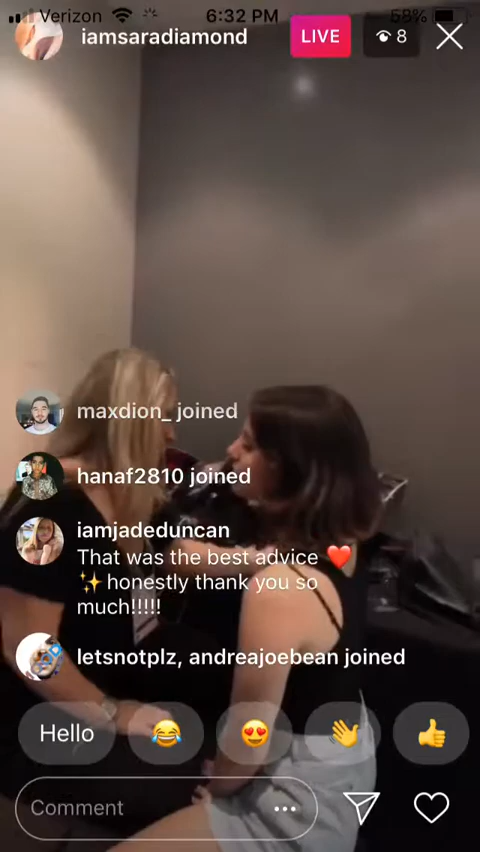 Verizon 6:32 PM 58%
iamsaradiamond LIVE 8
maxdion_ joined
hanaf2810 joined
iamjadeduncan
That was the best advice ❤️
✨ honestly thank you so
much!!!!!
letsnotplz, andreajoebean joined
Hello 😂 😍 👋 👍
Comment ...